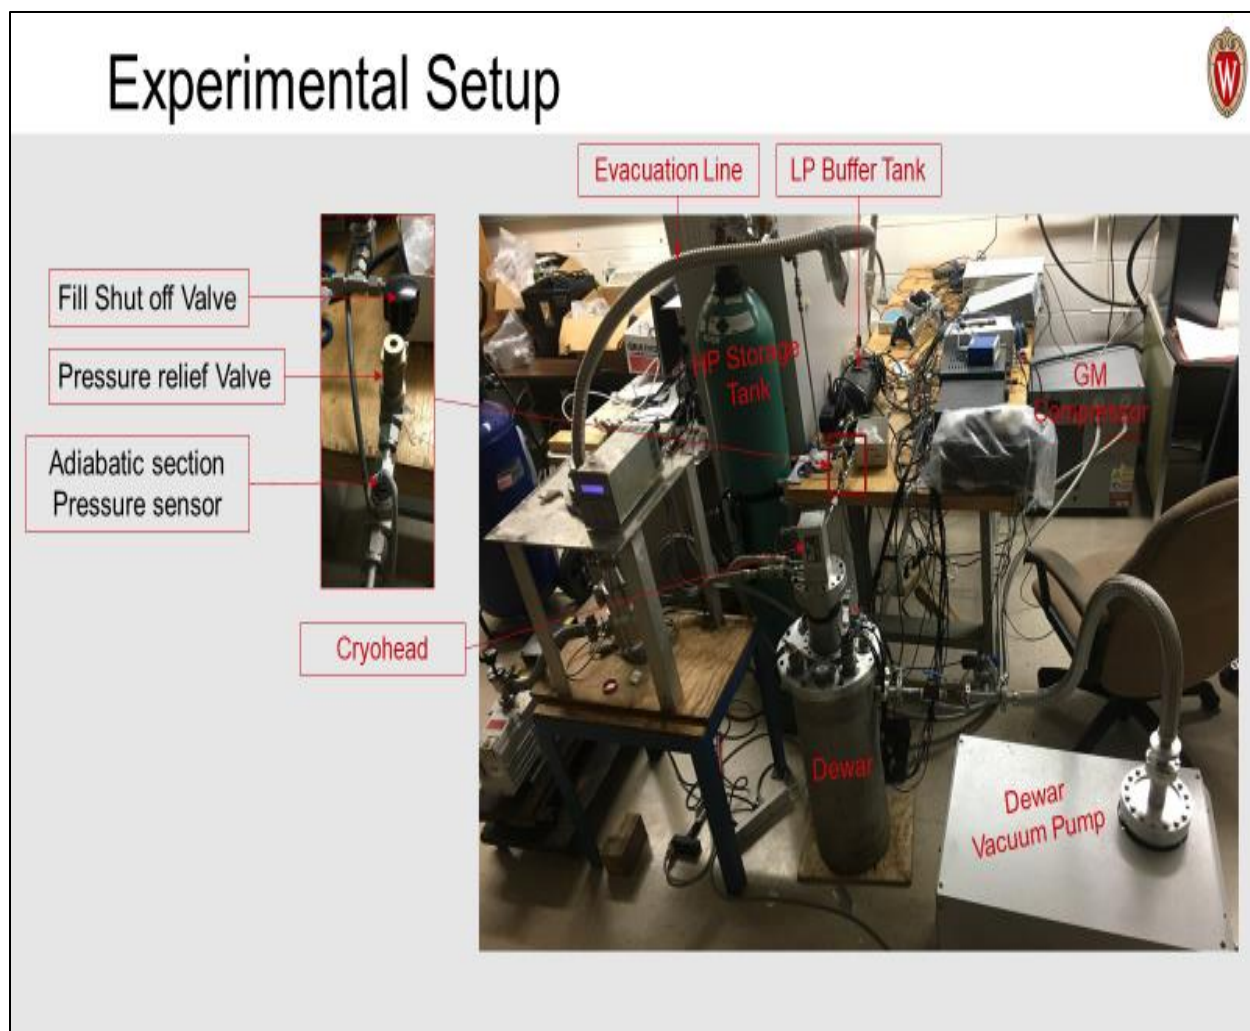 Experimental Setup
W
Evacuation Line
LP Buffer Tank
Fill Shut off Valve
Pressure relief Valve
Adiabatic section
Pressure sensor
HP Storage
Tank
GM
Compressor
Cryohead
Dewar
Dewar
Vacuum Pump